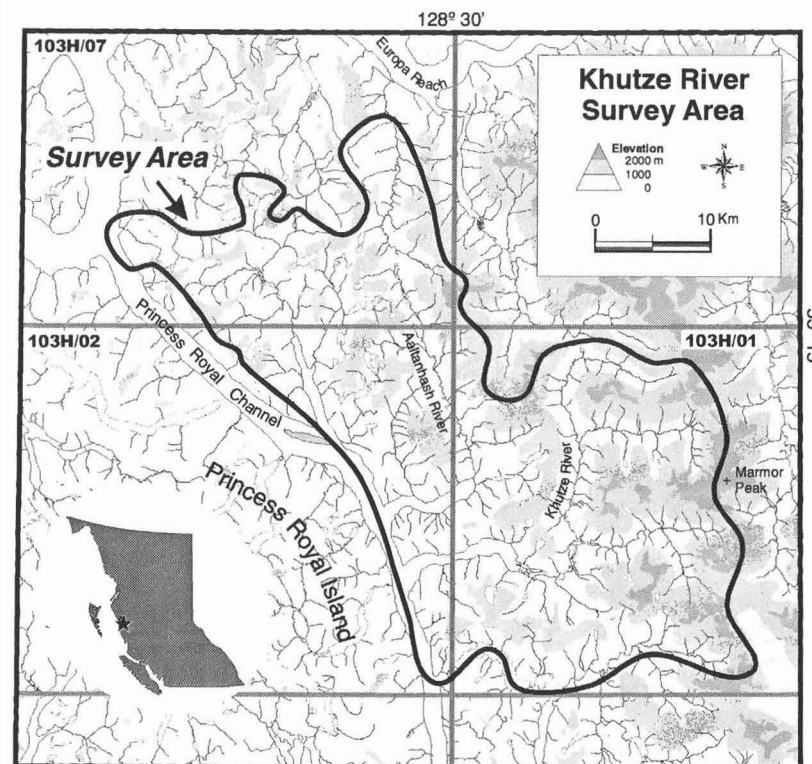 128º 30'
103H/07
Europa Reach
Khutze River
Survey Area
Elevation
2000 m
1000
0
N
W E
S
0 10 Km
Survey Area
103H/02
103H/01
Princess Royal Channel
Aaltanhash River
Khutze River
Marmor
Peak
Princess Royal Island